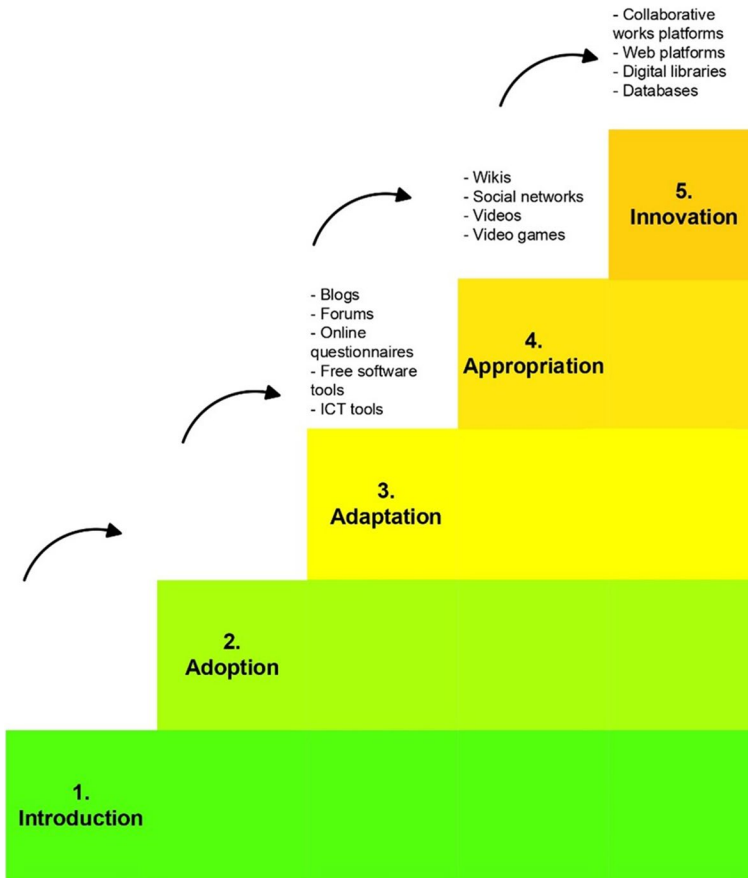 - Collaborative
works platforms
- Web platforms
- Digital libraries
- Databases
5.
Innovation
- Wikis
- Social networks
- Videos
- Video games
4.
Appropriation
- Blogs
- Forums
- Online
questionnaires
- Free software
tools
- ICT tools
3.
Adaptation
2.
Adoption
1.
Introduction